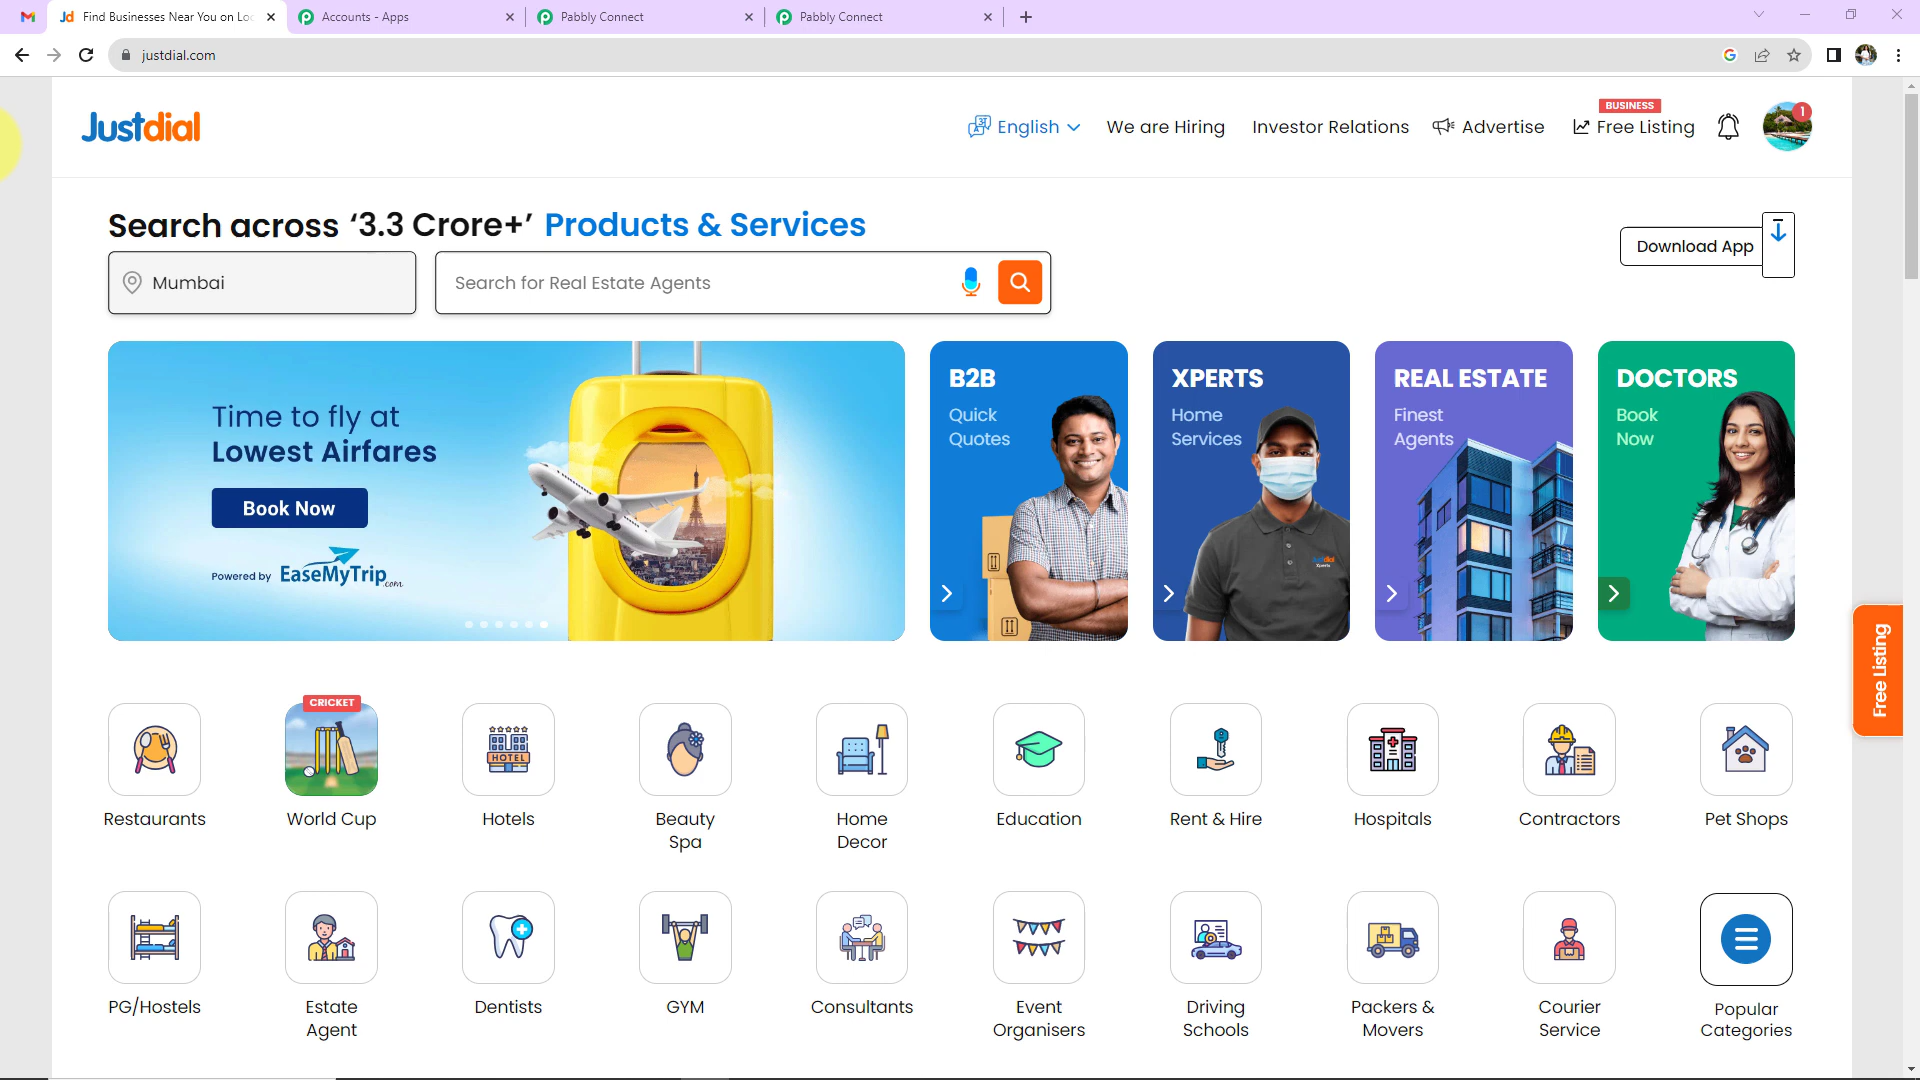 Find Businesses Near You on Lo
Accounts - Apps
Pabbly Connect
Pabbly Connect
justdial.com
Justdial
English
We are Hiring
Investor Relations
Advertise
BUSINESS
Free Listing
1
Search across ‘3.3 Crore+’ Products & Services
Download App
Mumbai
Search for Real Estate Agents
Time to fly at
Lowest Airfares
Book Now
Powered by EaseMyTrip.com
B2B
Quick
Quotes
XPERTS
Home
Services
justdial
Xperts
REAL ESTATE
Finest
Agents
DOCTORS
Book
Now
Free Listing
CRICKET
HOTEL
Restaurants
World Cup
Hotels
Beauty
Spa
Home
Decor
Education
Rent & Hire
Hospitals
Contractors
Pet Shops
PG/Hostels
Estate
Agent
Dentists
GYM
Consultants
Event
Organisers
Driving
Schools
Packers &
Movers
Courier
Service
Popular
Categories